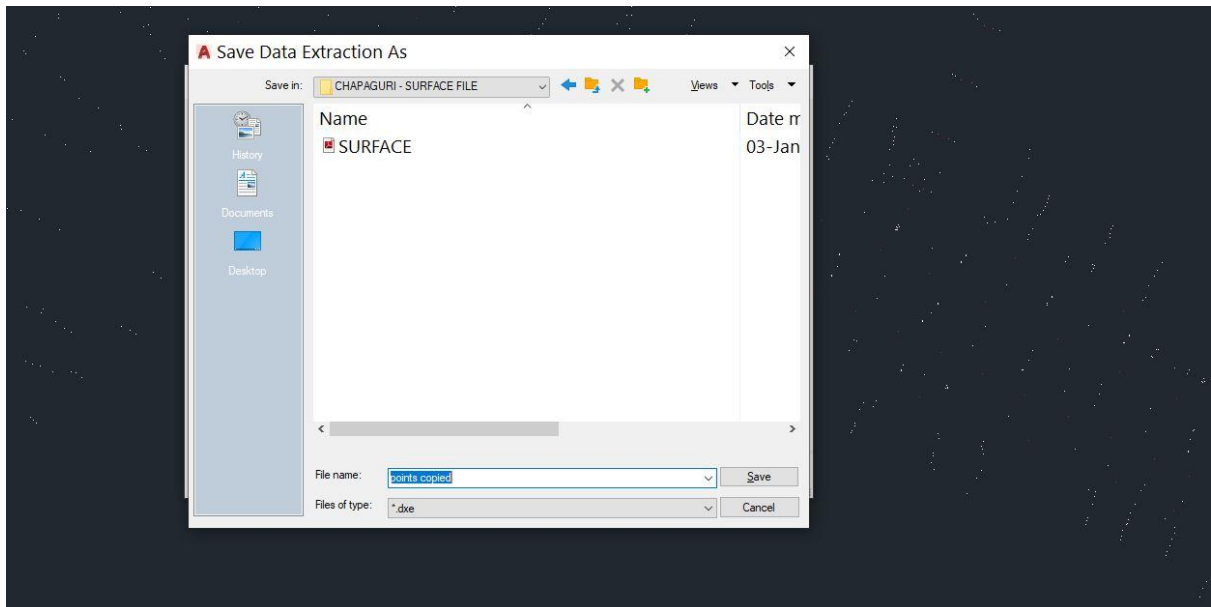 Save Data Extraction As
Save in: CHAPAGURI - SURFACE FILE Views Tools
Name Date m
SURFACE 03-Jan
History
Documents
Desktop
File name: points copied Save
Files of type: *.dxe Cancel